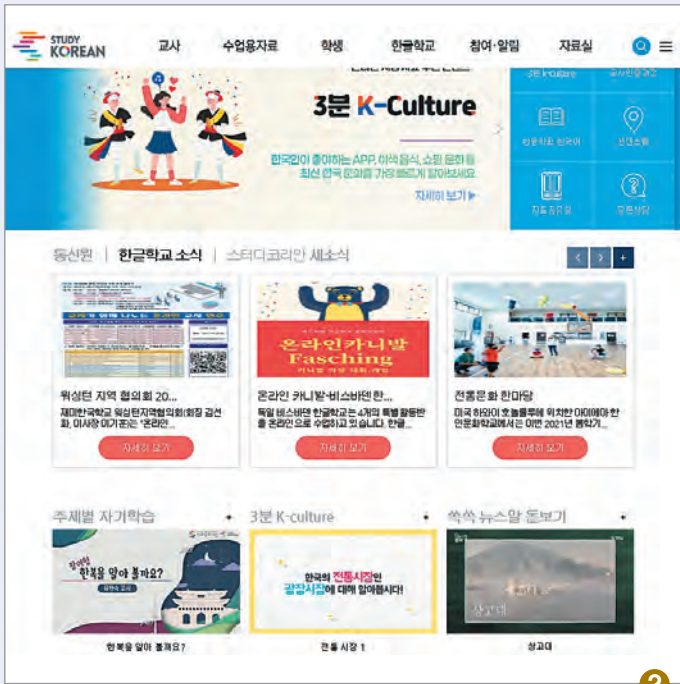 STUDY
KOREAN
교사
수업용자료
학생
한글학교
참여·알림
자료실
3분 K-Culture
한국인이 좋아하는 APP, 이색 음식, 쇼핑 문화 등
최신 한국 문화를 가장 빠르게 알아보세요
자세히 보기 ▶
3분 k-culture
동신원 | 한글학교 소식 | 스터디코리안 새소식
온라인카니발
Fasching
워싱턴 지역 협의회 20...
재미한국학교 워싱턴지역협의회(회장 김선
화, 이사장 이기훈)는 "온라인...
자세히 보기
온라인 카니발-비스바덴 한...
독일 비스바덴 한글학교는 4개의 특별활동반
을 온라인으로 수업하고 있습니다. 한글...
자세히 보기
전통문화 한마당
미국 하와이 호놀룰루에 위치한 아이에아 한
인문화학교에서는 이번 2021년 봄학기...
자세히 보기
주제별 자기학습
3분 K-culture
쏙쏙 뉴스말 돋보기
한복을 알아 볼까요?
한국의 전통시장인
광장시장에 대해 알아봅시다!
상고대
한복을 알아 볼까요?
전통 시장 1
상고대
2